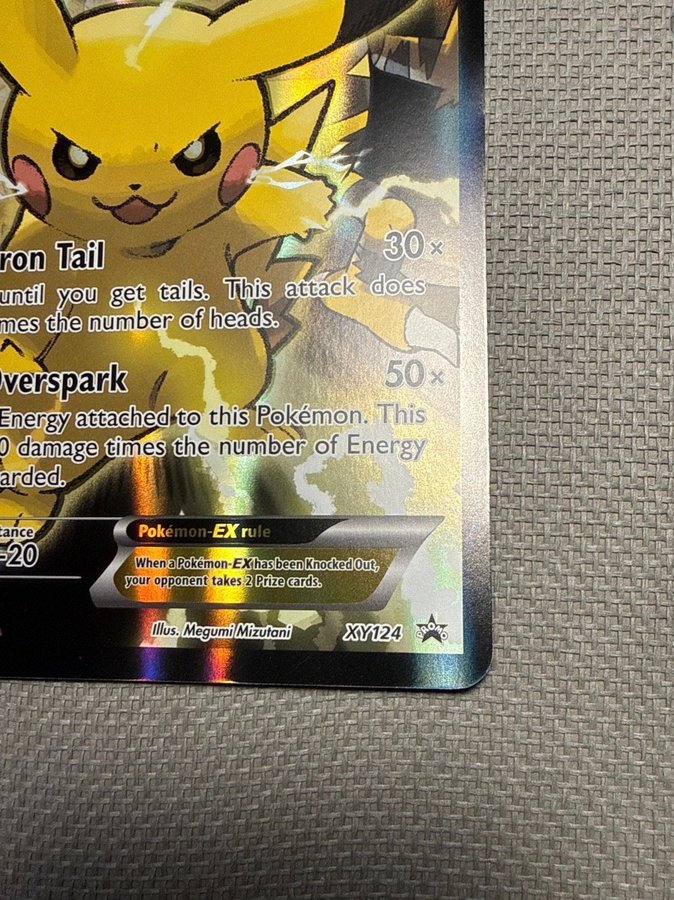 ron Tail 30×
until you get tails. This attack does
mes the number of heads.
verspark 50×
Energy attached to this Pokémon. This
0 damage times the number of Energy
arded.
tance
-20
Pokémon-EX rule
When a Pokémon-EX has been Knocked Out,
your opponent takes 2 Prize cards.
Illus. Megumi Mizutani XY124 PROMO